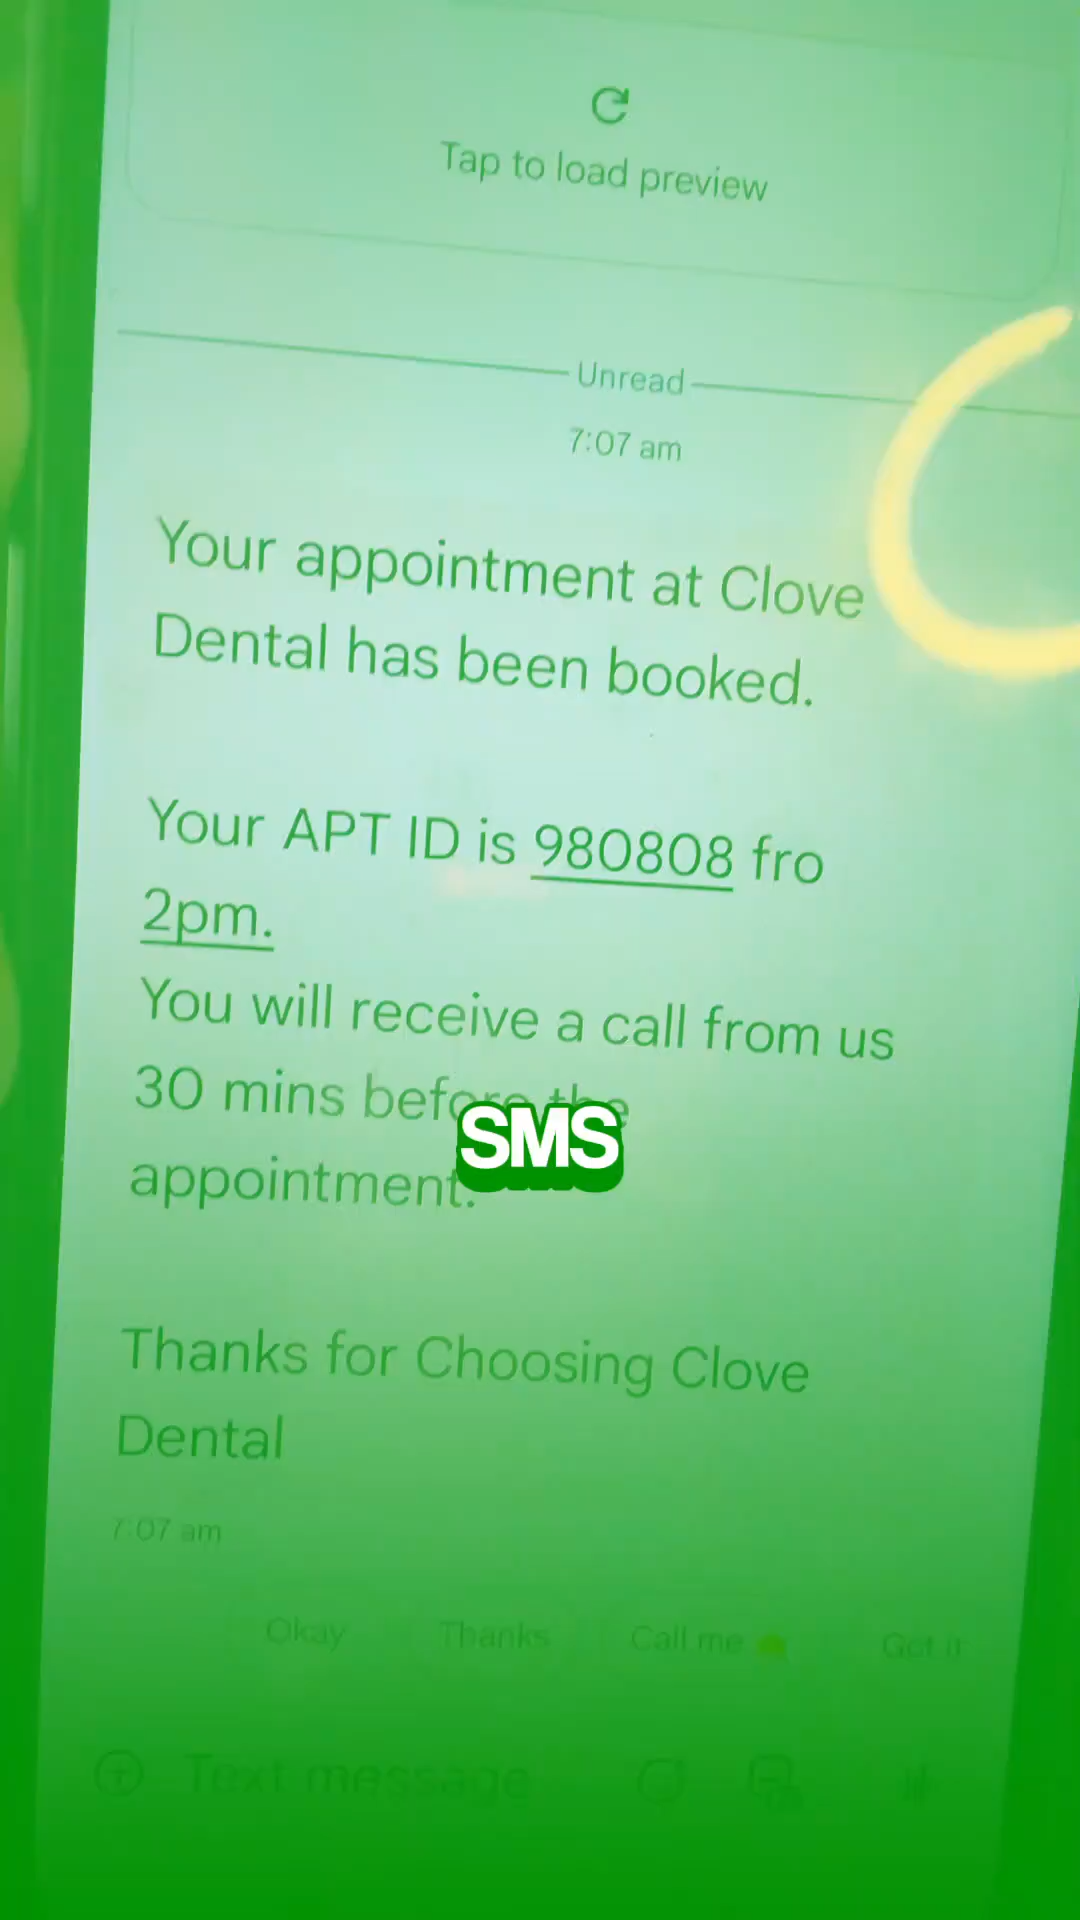 Tap to load preview
Unread
7:07 am
Your appointment at Clove
Dental has been booked.
Your APT ID is 980808 fro
2pm.
You will receive a call from us
30 mins before the
appointment.
SMS
Thanks for Choosing Clove
Dental
7:07 am
Okay Thanks Call me Got it
Text message